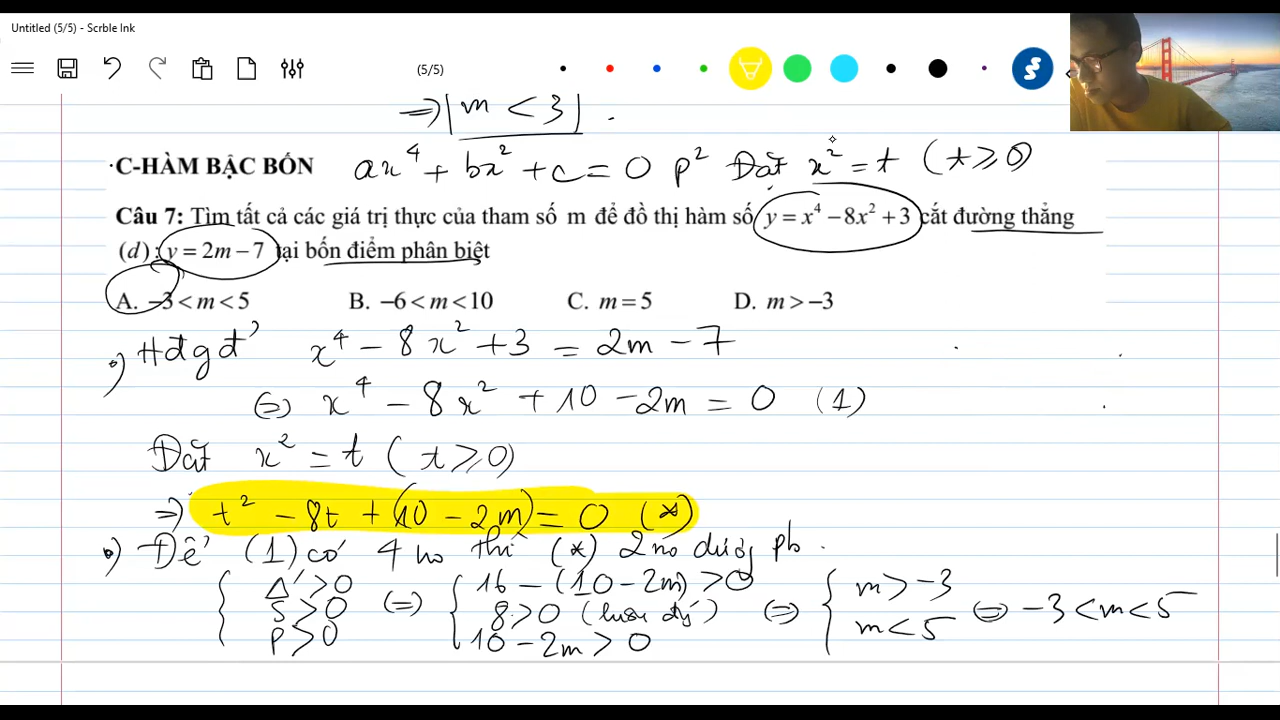 Untitled (5/5) - Scrble Ink
(5/5)
⇒ |m < 3| .
C-HÀM BẬC BỐN ax⁴ + bx² + c = 0 p² Đặt x² = t (t ≥ 0)
Câu 7: Tìm tất cả các giá trị thực của tham số m để đồ thị hàm số y = x⁴ − 8x² + 3 cắt đường thẳng
(d): y = 2m − 7 tại bốn điểm phân biệt
A. −3 < m < 5 B. −6 < m < 10 C. m = 5 D. m > −3
•) Hđgđ' x⁴ − 8x² + 3 = 2m − 7
⇔ x⁴ − 8x² + 10 − 2m = 0 (1)
Đặt x² = t (t ≥ 0)
⇒ t² − 8t + (10 − 2m) = 0 (*)
•) Để (1) có 4 no thì (*) 2 no dương pb.
{ Δ' > 0 ⇔ { 16 − (10 − 2m) > 0 ⇔ { m > −3 ⇔ −3 < m < 5
S > 0 8 > 0 (luôn đý) m < 5
P > 0 10 − 2m > 0